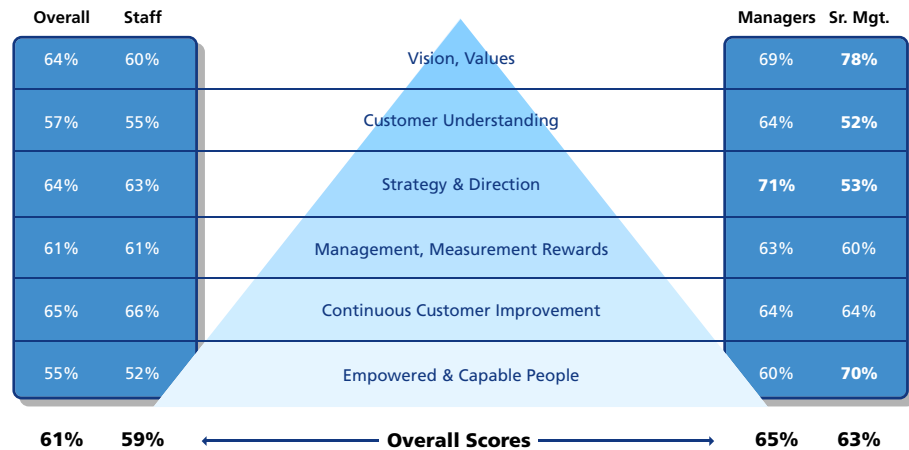 Overall Staff Managers Sr. Mgt.
64% 60% Vision, Values 69% 78%
57% 55% Customer Understanding 64% 52%
64% 63% Strategy & Direction 71% 53%
61% 61% Management, Measurement Rewards 63% 60%
65% 66% Continuous Customer Improvement 64% 64%
55% 52% Empowered & Capable People 60% 70%
61% 59% Overall Scores 65% 63%